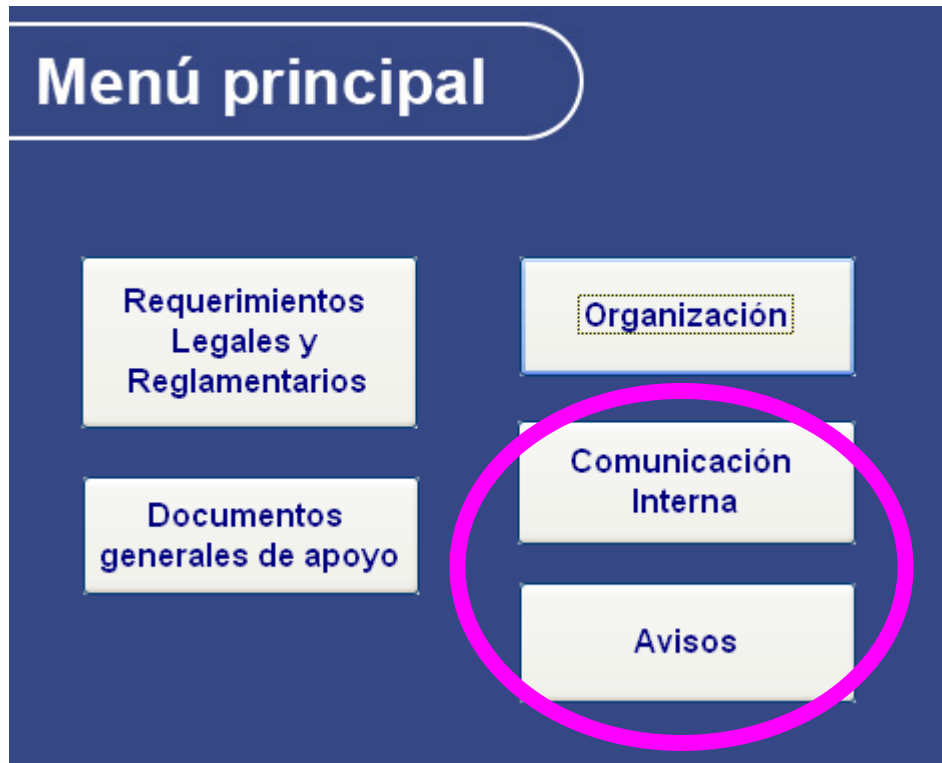 Menú principal
Requerimientos
Legales y
Reglamentarios
Documentos
generales de apoyo
Organización
Comunicación
Interna
Avisos